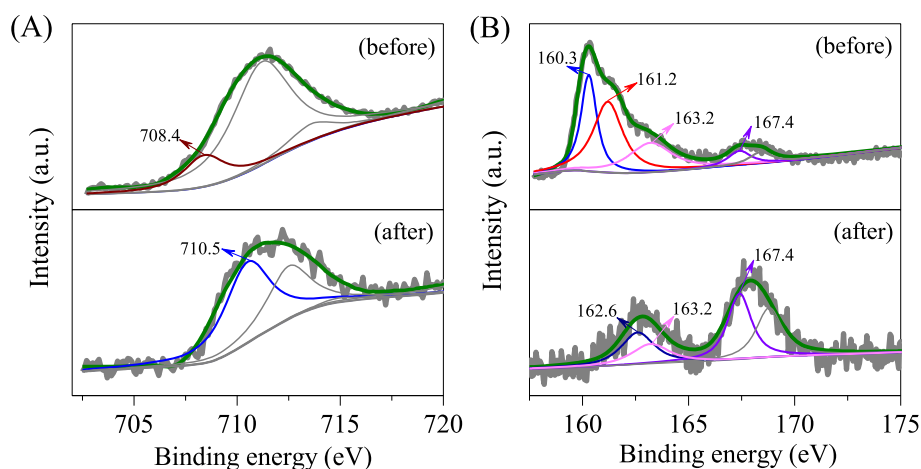 (A)
(before)
708.4
Intensity (a.u.)
(after)
710.5
705 710 715 720
Binding energy (eV)
(B)
(before)
160.3
161.2
163.2
167.4
Intensity (a.u.)
(after)
167.4
162.6
163.2
160 165 170 175
Binding energy (eV)